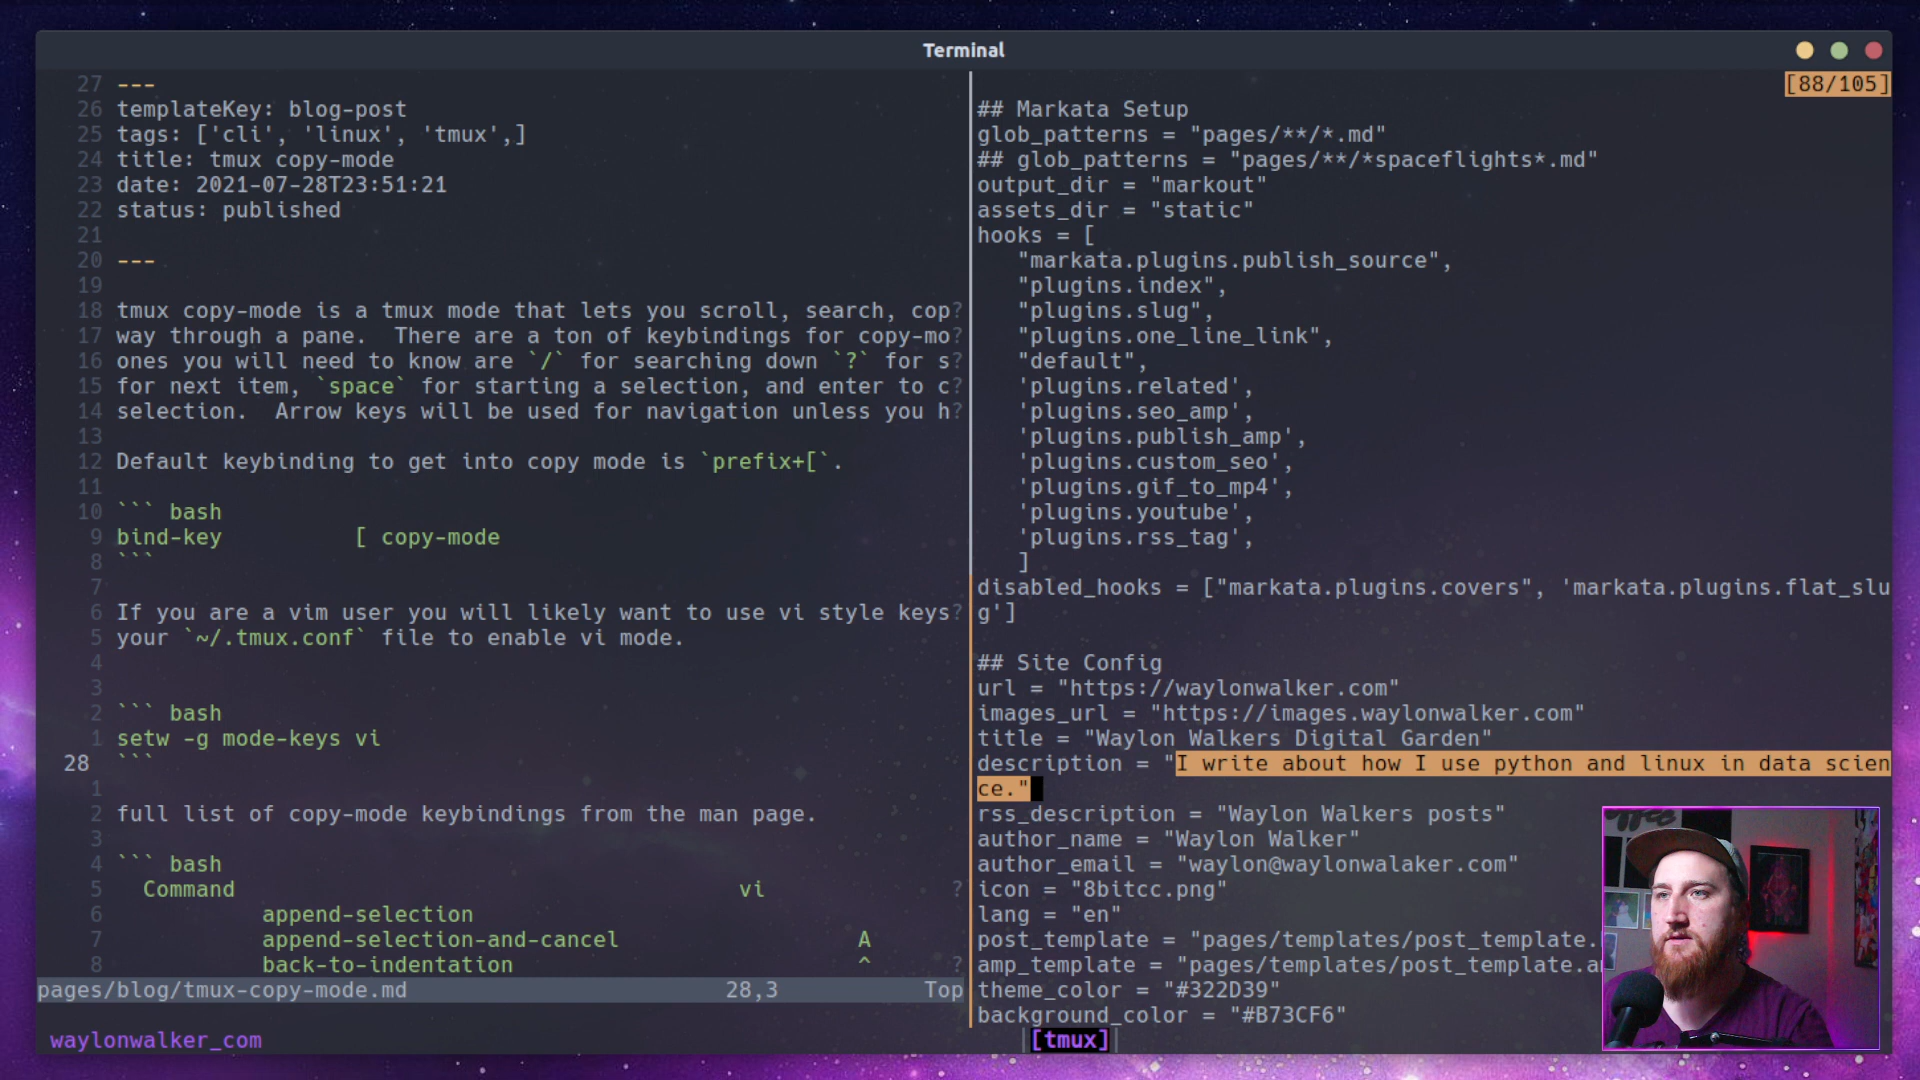 Terminal
27 ---
26 templateKey: blog-post
25 tags: ['cli', 'linux', 'tmux',]
24 title: tmux copy-mode
23 date: 2021-07-28T23:51:21
22 status: published
21
20 ---
19
18 tmux copy-mode is a tmux mode that lets you scroll, search, cop?
17 way through a pane.  There are a ton of keybindings for copy-mo?
16 ones you will need to know are `/` for searching down `?` for s?
15 for next item, `space` for starting a selection, and enter to c?
14 selection.  Arrow keys will be used for navigation unless you h?
13
12 Default keybinding to get into copy mode is `prefix+[`.
11
10 ``` bash
9 bind-key          [ copy-mode
8 ```
7
6 If you are a vim user you will likely want to use vi style keys?
5 your `~/.tmux.conf` file to enable vi mode.
4
3
2 ``` bash
1 setw -g mode-keys vi
28 ```
1
2 full list of copy-mode keybindings from the man page.
3
4 ``` bash
5   Command                                      vi              ?
6            append-selection
7            append-selection-and-cancel                  A
8            back-to-indentation                          ^      ?
pages/blog/tmux-copy-mode.md                        28,3           Top
[88/105]
## Markata Setup
glob_patterns = "pages/**/*.md"
## glob_patterns = "pages/**/*spaceflights*.md"
output_dir = "markout"
assets_dir = "static"
hooks = [
   "markata.plugins.publish_source",
   "plugins.index",
   "plugins.slug",
   "plugins.one_line_link",
   "default",
   'plugins.related',
   'plugins.seo_amp',
   'plugins.publish_amp',
   'plugins.custom_seo',
   'plugins.gif_to_mp4',
   'plugins.youtube',
   'plugins.rss_tag',
   ]
disabled_hooks = ["markata.plugins.covers", 'markata.plugins.flat_slu
g']
## Site Config
url = "https://waylonwalker.com"
images_url = "https://images.waylonwalker.com"
title = "Waylon Walkers Digital Garden"
description = "I write about how I use python and linux in data scien
ce."
rss_description = "Waylon Walkers posts"
author_name = "Waylon Walker"
author_email = "waylon@waylonwalaker.com"
icon = "8bitcc.png"
lang = "en"
post_template = "pages/templates/post_template.
amp_template = "pages/templates/post_template.a
theme_color = "#322D39"
background_color = "#B73CF6"
waylonwalker_com
[tmux]